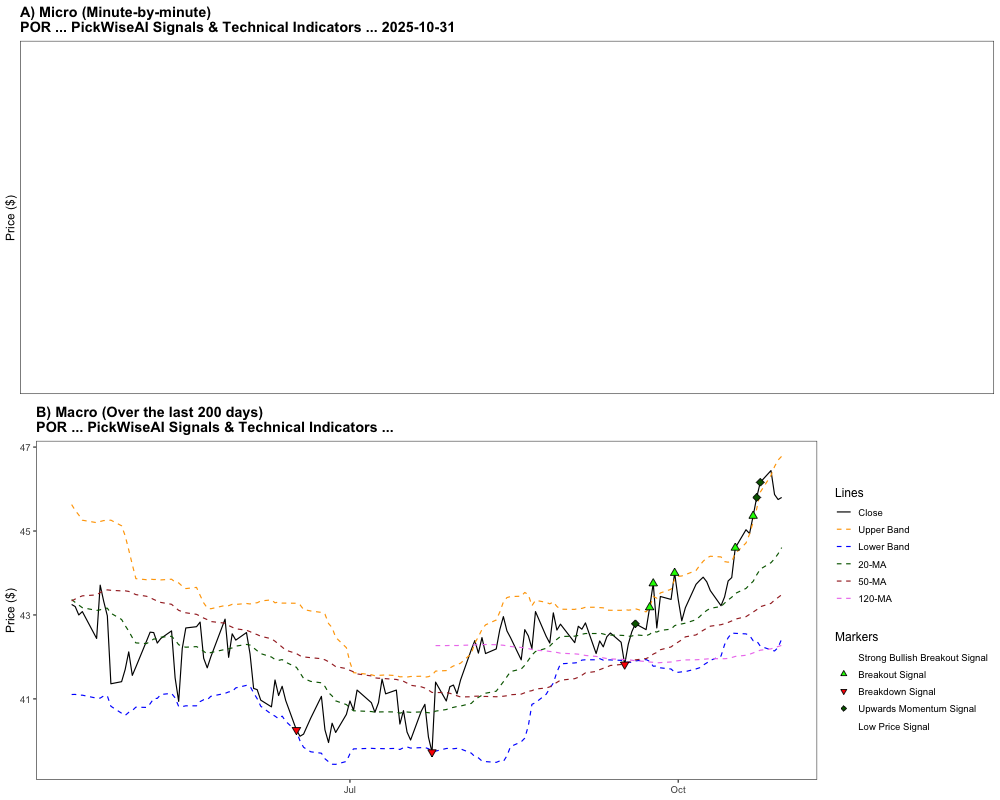 A) Micro (Minute-by-minute)
POR ... PickWiseAI Signals & Technical Indicators ... 2025-10-31
Price ($)
B) Macro (Over the last 200 days)
POR ... PickWiseAI Signals & Technical Indicators ...
47
45
43
41
Price ($)
Jul
Oct
Lines
Close
Upper Band
Lower Band
20-MA
50-MA
120-MA
Markers
Strong Bullish Breakout Signal
Breakout Signal
Breakdown Signal
Upwards Momentum Signal
Low Price Signal